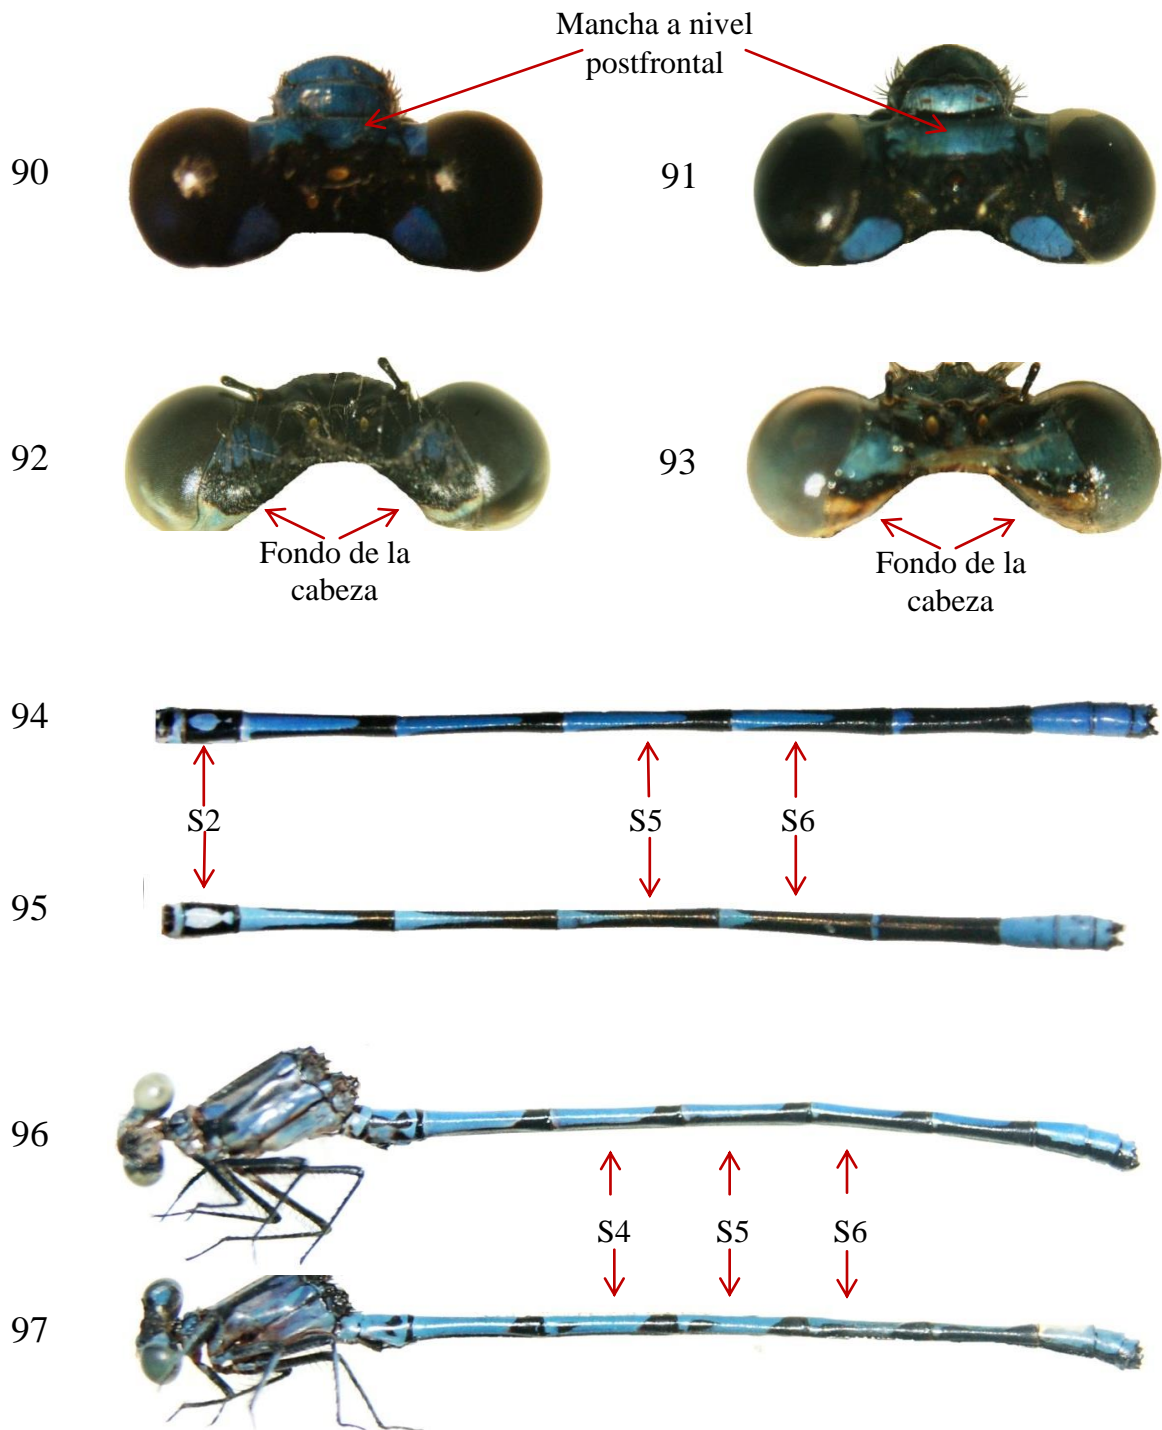 Mancha a nivel
postfrontal
90
91
92
93
Fondo de la
cabeza
Fondo de la
cabeza
94
S2
S5
S6
95
96
S4
S5
S6
97